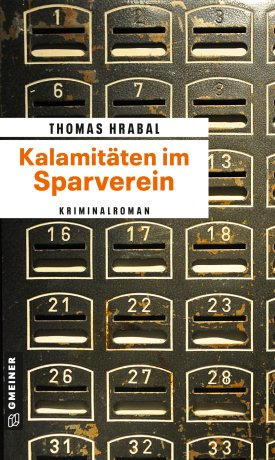 1 2 3
6 7 8
THOMAS HRABAL
Kalamitäten im
Sparverein
KRIMINALROMAN
13
16 17 18
21 22 23
26 27 28
31 32 33
GMEINER